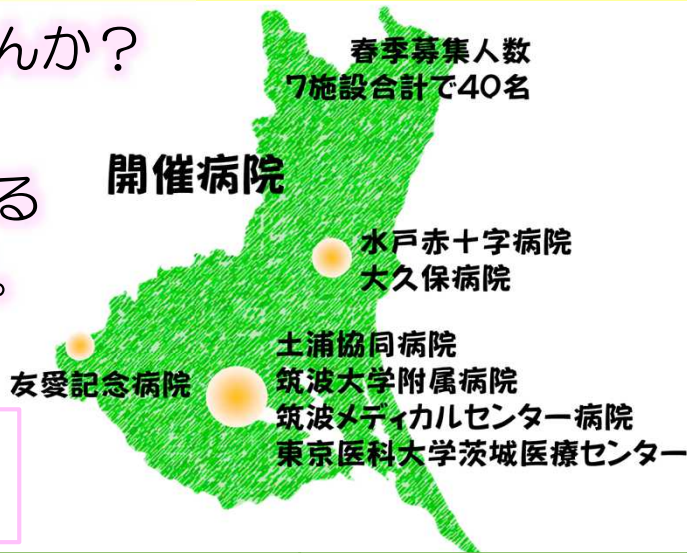 んか？
る
。
春季募集人数
7施設合計で40名
開催病院
水戸赤十字病院
大久保病院
土浦協同病院
筑波大学附属病院
筑波メディカルセンター病院
東京医科大学茨城医療センター
友愛記念病院